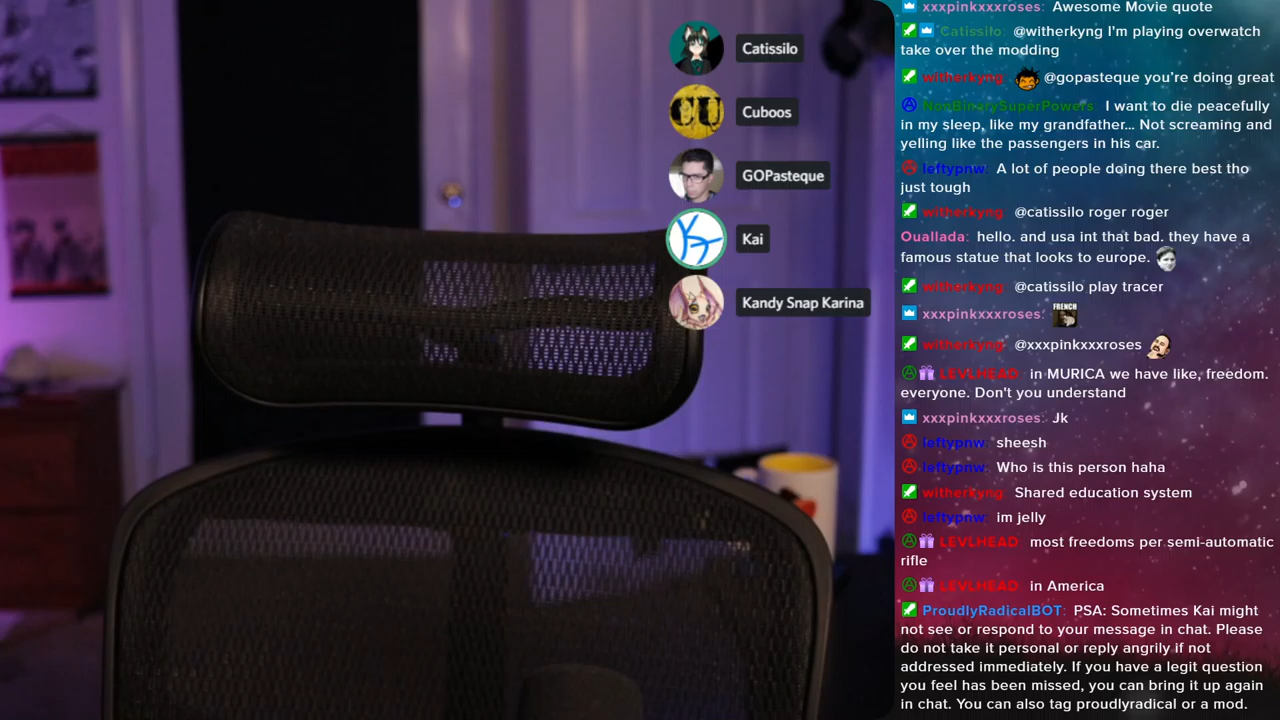 Catissilo
Cuboos
GOPasteque
Kai
Kandy Snap Karina
xxxpinkxxxroses: Awesome Movie quote
Catissilo: @witherkyng I'm playing overwatch
take over the modding
witherkyng: @gopasteque you're doing great
NonBinarySuperPowers: I want to die peacefully
in my sleep, like my grandfather... Not screaming and
yelling like the passengers in his car.
leftypnw: A lot of people doing there best tho
just tough
witherkyng: @catissilo roger roger
Ouallada: hello. and usa int that bad. they have a
famous statue that looks to europe.
witherkyng: @catissilo play tracer
xxxpinkxxxroses: FRENCH
witherkyng: @xxxpinkxxxroses
LEVLHEAD: in MURICA we have like, freedom.
everyone. Don't you understand
xxxpinkxxxroses: Jk
leftypnw: sheesh
leftypnw: Who is this person haha
witherkyng: Shared education system
leftypnw: im jelly
LEVLHEAD: most freedoms per semi-automatic
rifle
LEVLHEAD: in America
ProudlyRadicalBOT: PSA: Sometimes Kai might
not see or respond to your message in chat. Please
do not take it personal or reply angrily if not
addressed immediately. If you have a legit question
you feel has been missed, you can bring it up again
in chat. You can also tag proudlyradical or a mod.